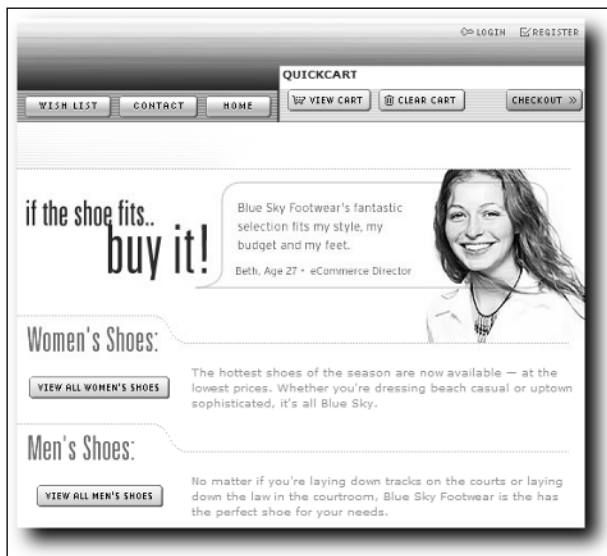 LOGIN REGISTER
QUICKCART
WISH LIST CONTACT HOME VIEW CART CLEAR CART CHECKOUT »
if the shoe fits..
buy it!
Blue Sky Footwear's fantastic
selection fits my style, my
budget and my feet.
Beth, Age 27 • eCommerce Director
Women's Shoes:
VIEW ALL WOMEN'S SHOES
The hottest shoes of the season are now available — at the
lowest prices. Whether you're dressing beach casual or uptown
sophisticated, it's all Blue Sky.
Men's Shoes:
VIEW ALL MEN'S SHOES
No matter if you're laying down tracks on the courts or laying
down the law in the courtroom, Blue Sky Footwear is the has
the perfect shoe for your needs.